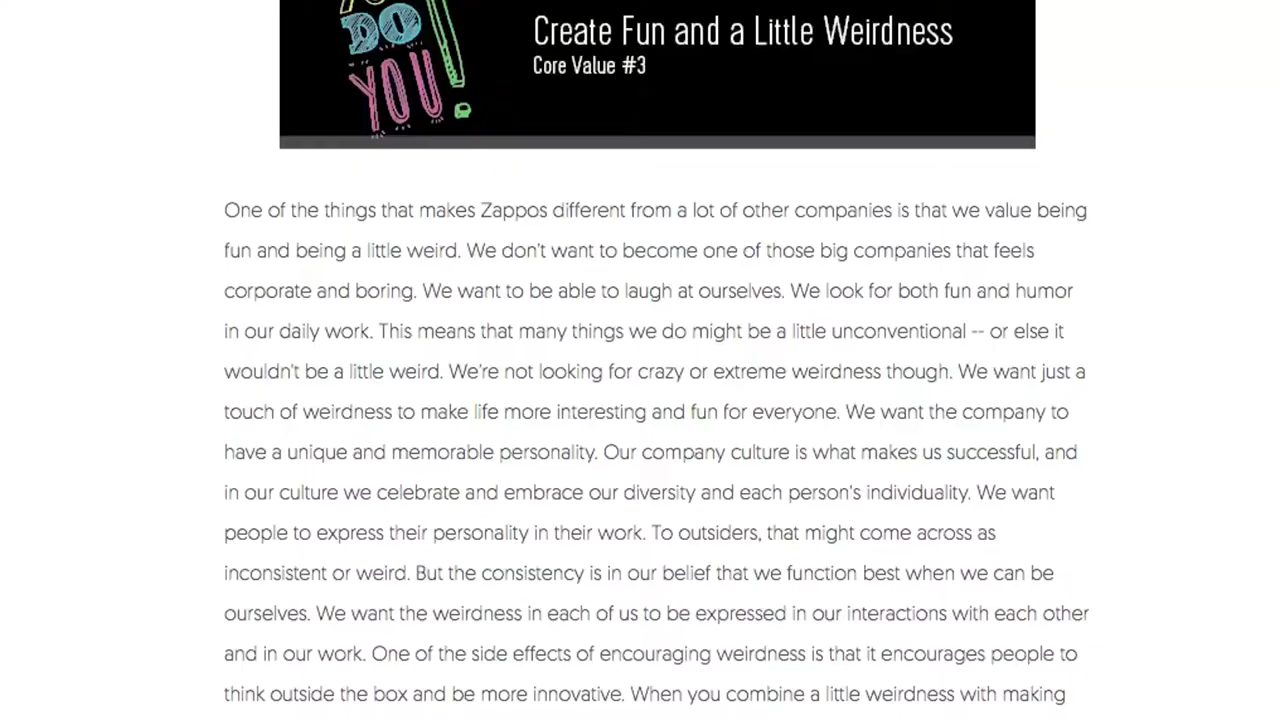 DO
YOU!
Create Fun and a Little Weirdness
Core Value #3
One of the things that makes Zappos different from a lot of other companies is that we value being
fun and being a little weird. We don't want to become one of those big companies that feels
corporate and boring. We want to be able to laugh at ourselves. We look for both fun and humor
in our daily work. This means that many things we do might be a little unconventional -- or else it
wouldn't be a little weird. We're not looking for crazy or extreme weirdness though. We want just a
touch of weirdness to make life more interesting and fun for everyone. We want the company to
have a unique and memorable personality. Our company culture is what makes us successful, and
in our culture we celebrate and embrace our diversity and each person's individuality. We want
people to express their personality in their work. To outsiders, that might come across as
inconsistent or weird. But the consistency is in our belief that we function best when we can be
ourselves. We want the weirdness in each of us to be expressed in our interactions with each other
and in our work. One of the side effects of encouraging weirdness is that it encourages people to
think outside the box and be more innovative. When you combine a little weirdness with making